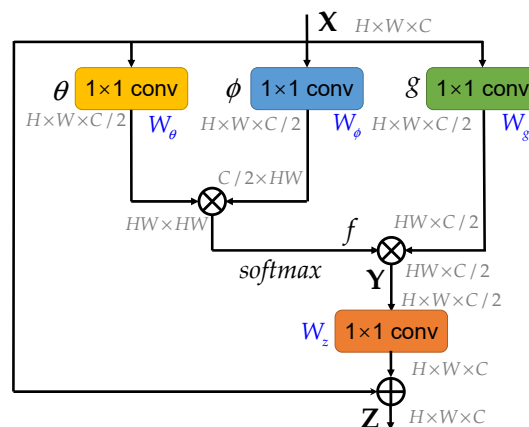 X H×W×C
θ 1×1 conv ϕ 1×1 conv g 1×1 conv
H×W×C/2 W_θ H×W×C/2 W_ϕ H×W×C/2 W_g
C/2×HW
HW×HW f HW×C/2
softmax Y HW×C/2
H×W×C/2
W_z 1×1 conv
H×W×C
Z H×W×C